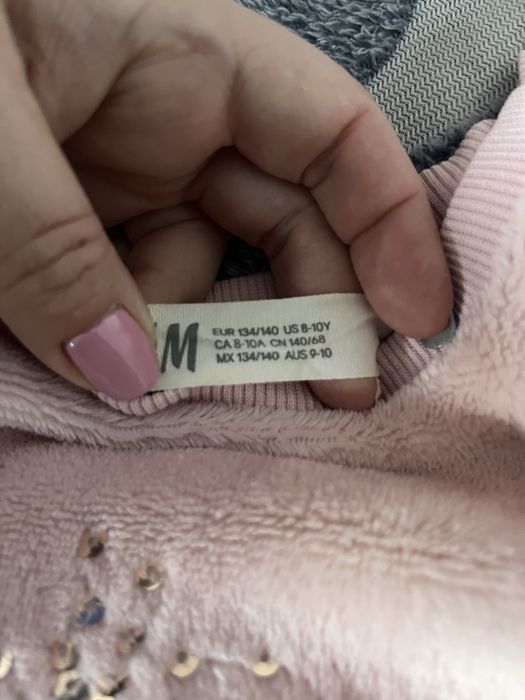 M
EUR 134/140 US 8-10Y
CA 8-10A CN 140/68
MX 134/140 AUS 9-10